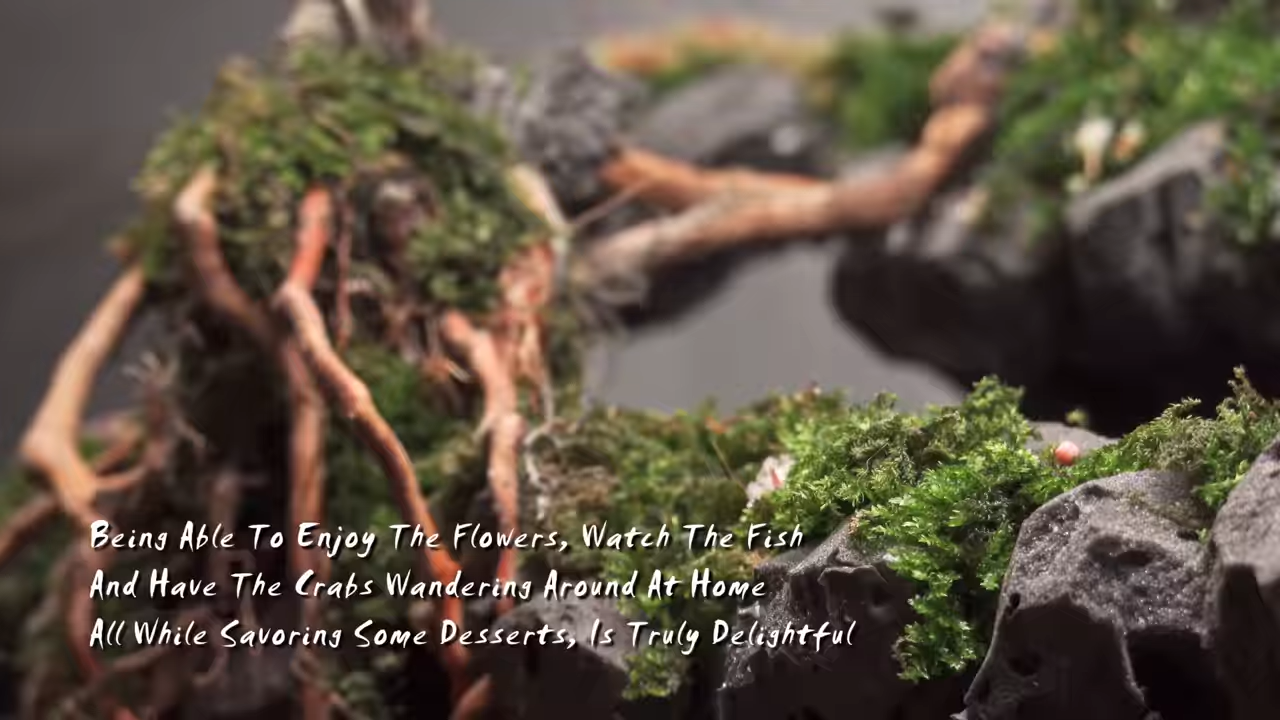 Being Able To Enjoy The Flowers, Watch The Fish
And Have The Crabs Wandering Around At Home
All While Savoring Some Desserts, Is Truly Delightful